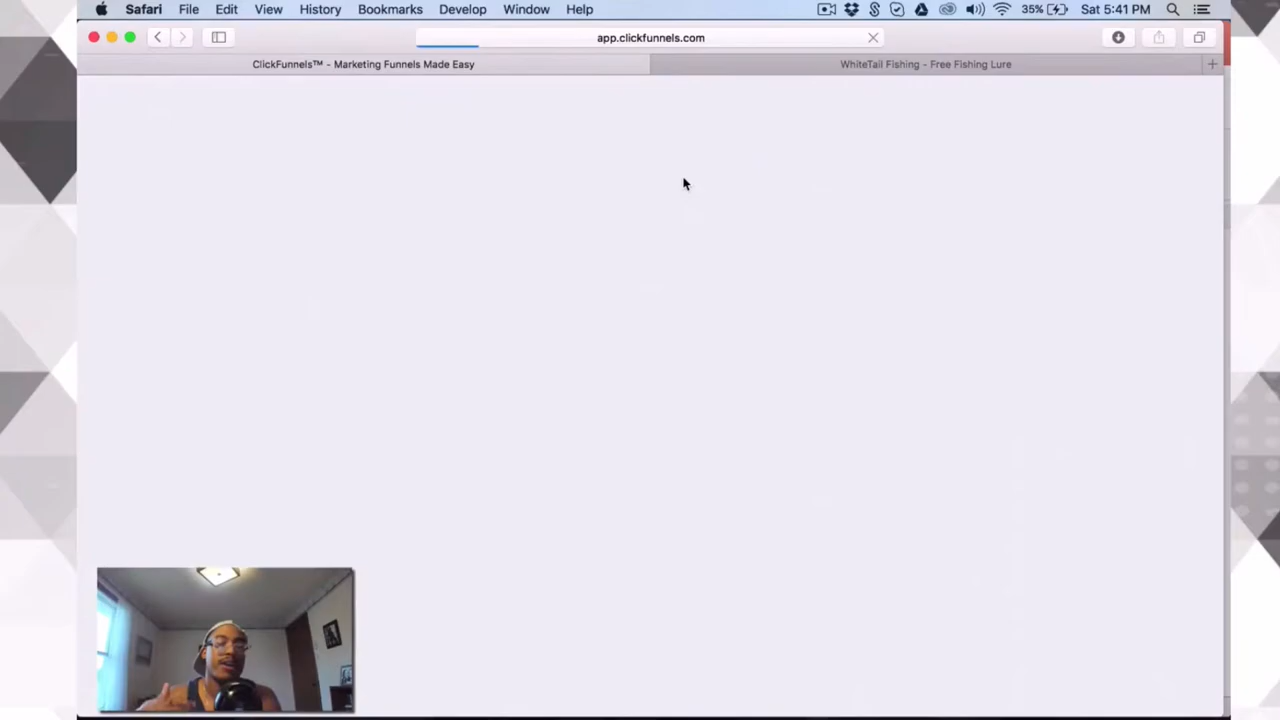 Safari File Edit View History Bookmarks Develop Window Help 35% Sat 5:41 PM
app.clickfunnels.com
ClickFunnels™ - Marketing Funnels Made Easy WhiteTail Fishing - Free Fishing Lure